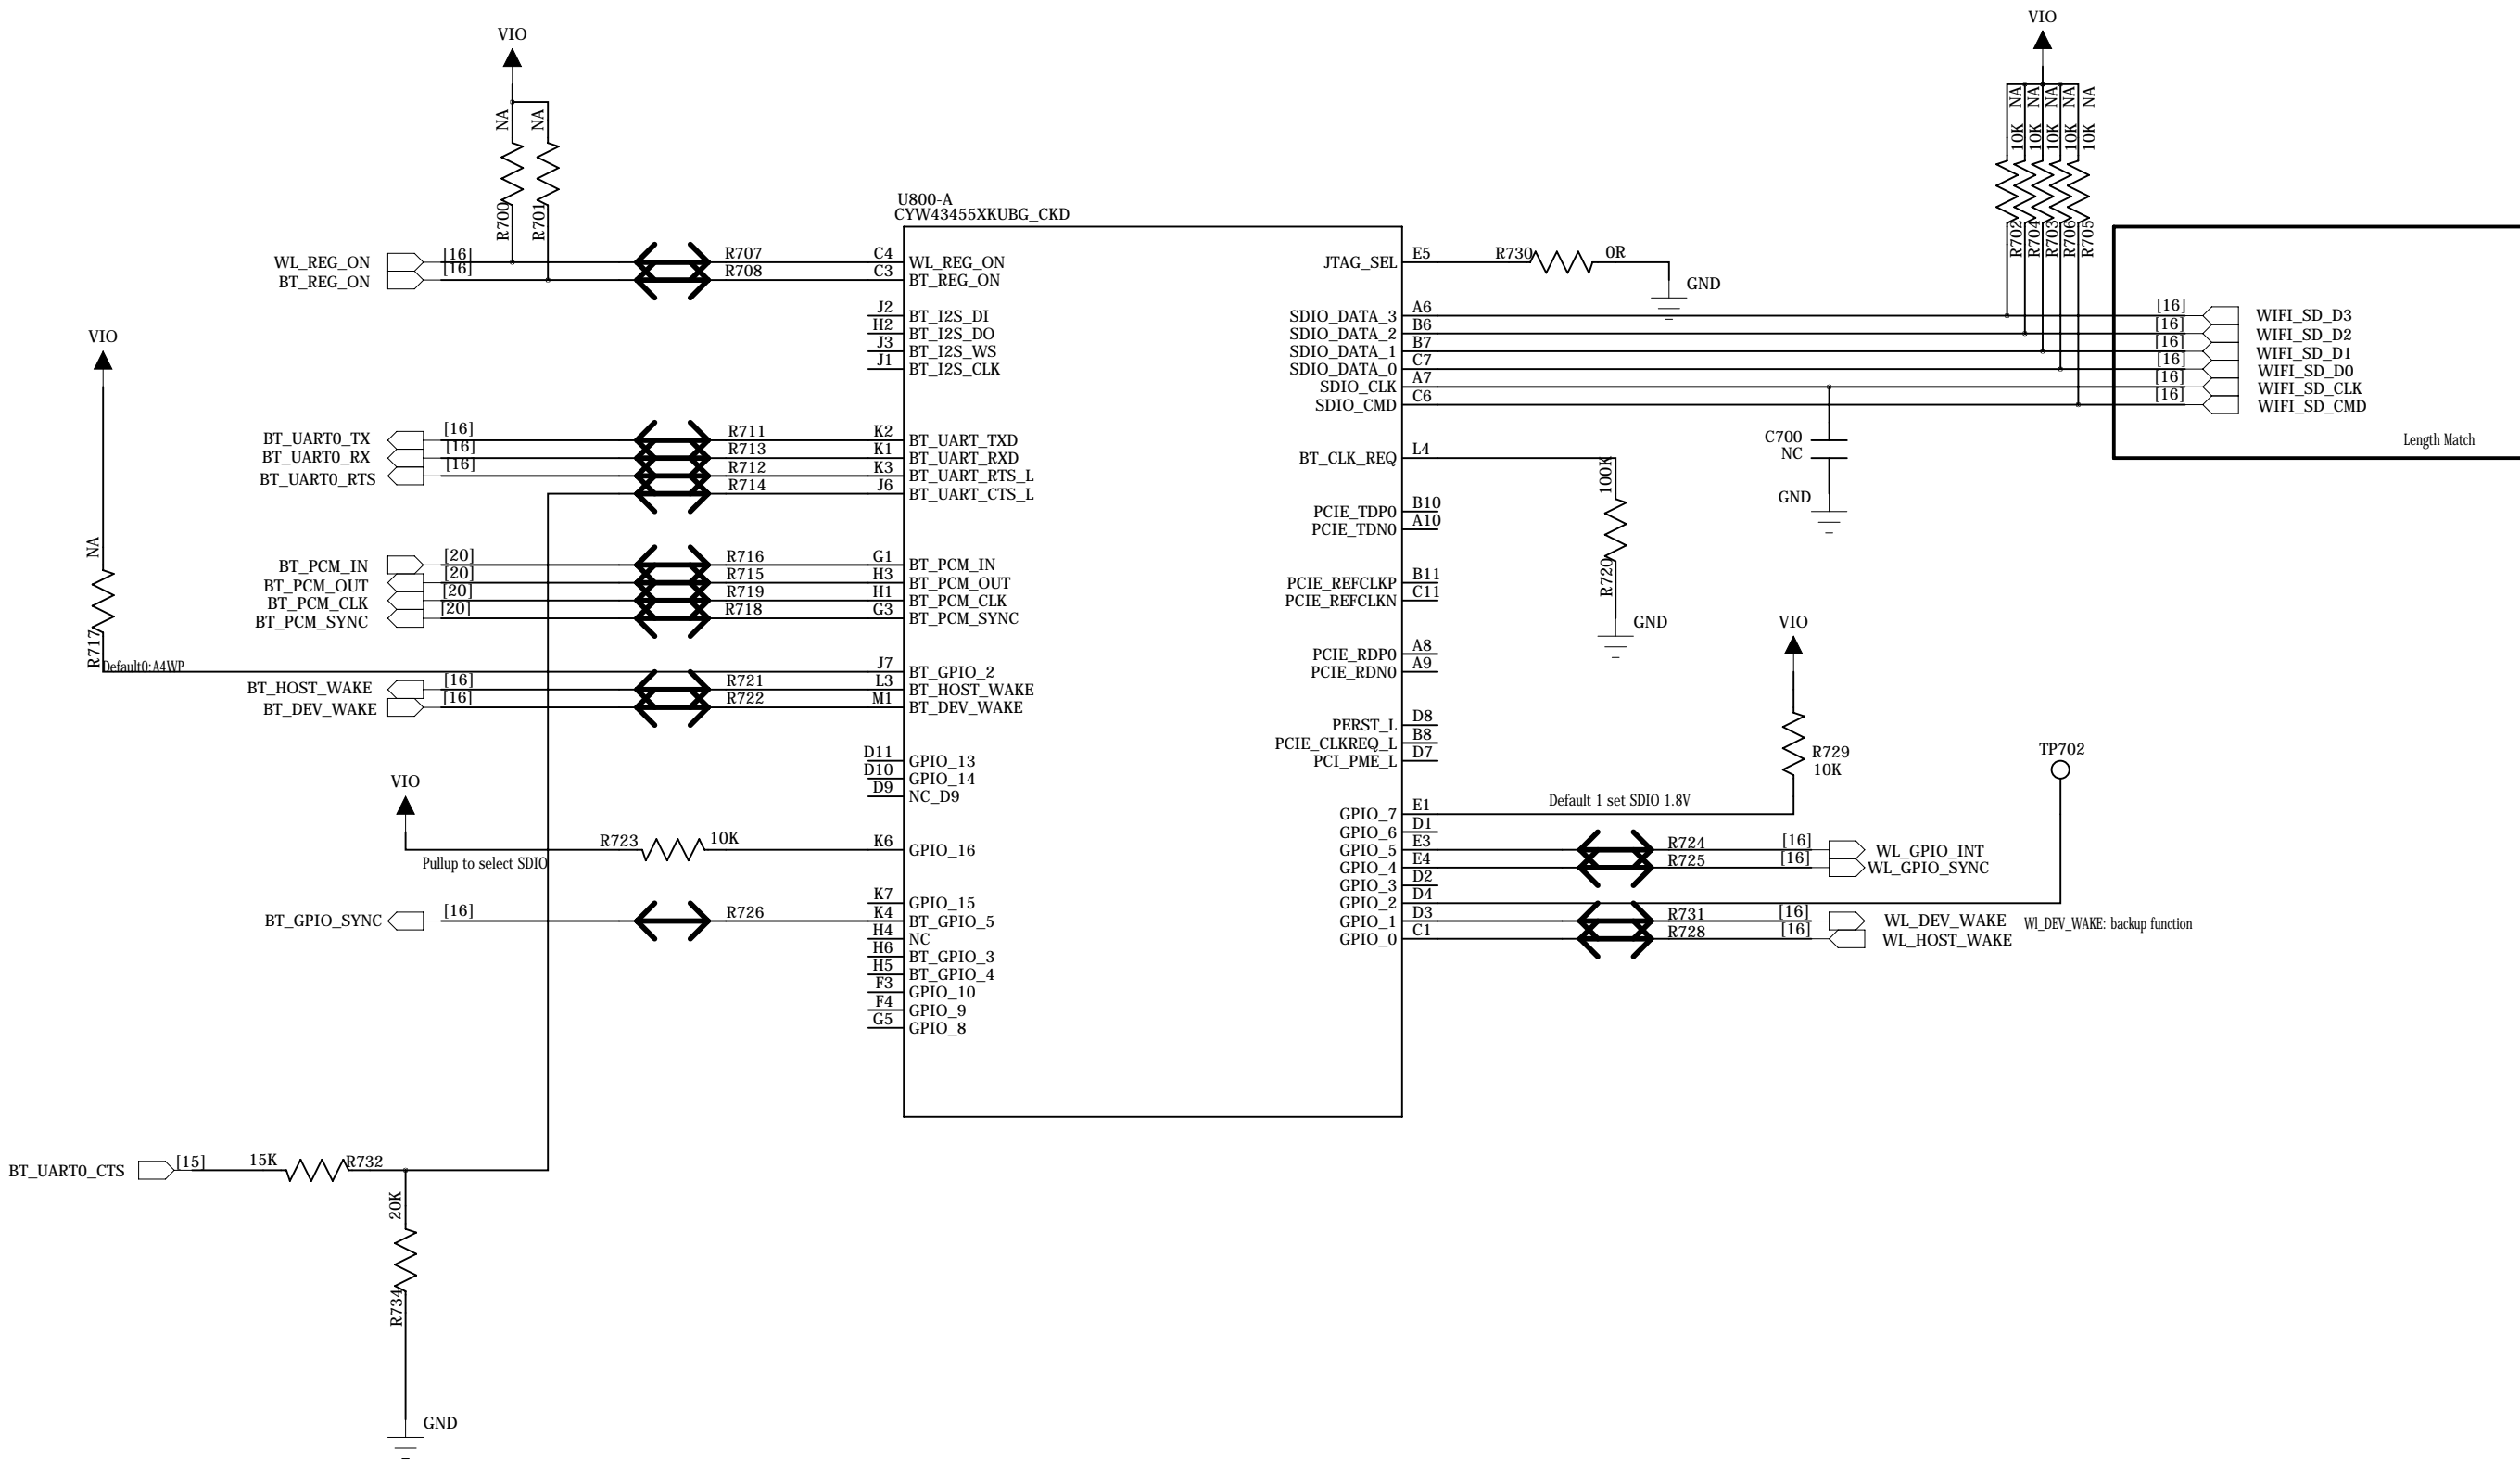 VIO
VIO
NA
NA
R700
R701
NA
NA
NA
NA
NA
10K
10K
10K
10K
10K
R702
R704
R703
R706
R705
U800-A
CYW43455XKUBG_CKD
WL_REG_ON [16] R707 C4 WL_REG_ON
BT_REG_ON [16] R708 C3 BT_REG_ON
J2 BT_I2S_DI
H2 BT_I2S_DO
J3 BT_I2S_WS
J1 BT_I2S_CLK
VIO
BT_UART0_TX [16] R711 K2 BT_UART_TXD
BT_UART0_RX [16] R713 K1 BT_UART_RXD
BT_UART0_RTS [16] R712 K3 BT_UART_RTS_L
R714 J6 BT_UART_CTS_L
NA
R717
BT_PCM_IN [20] R716 G1 BT_PCM_IN
BT_PCM_OUT [20] R715 H3 BT_PCM_OUT
BT_PCM_CLK [20] R719 H1 BT_PCM_CLK
BT_PCM_SYNC [20] R718 G3 BT_PCM_SYNC
Default0:A4WP
J7 BT_GPIO_2
BT_HOST_WAKE [16] R721 L3 BT_HOST_WAKE
BT_DEV_WAKE [16] R722 M1 BT_DEV_WAKE
D11 GPIO_13
D10 GPIO_14
D9 NC_D9
VIO
R723 10K K6 GPIO_16
Pullup to select SDIO
K7 GPIO_15
BT_GPIO_SYNC [16] R726 K4 BT_GPIO_5
H4 NC
H6 BT_GPIO_3
H5 BT_GPIO_4
F3 GPIO_10
F4 GPIO_9
G5 GPIO_8
JTAG_SEL E5 R730 0R
GND
SDIO_DATA_3 A6 [16] WIFI_SD_D3
SDIO_DATA_2 B6 [16] WIFI_SD_D2
SDIO_DATA_1 B7 [16] WIFI_SD_D1
SDIO_DATA_0 C7 [16] WIFI_SD_D0
SDIO_CLK A7 [16] WIFI_SD_CLK
SDIO_CMD C6 [16] WIFI_SD_CMD
Length Match
C700
NC
GND
BT_CLK_REQ L4
100K
R720
GND
PCIE_TDP0 B10
PCIE_TDN0 A10
PCIE_REFCLKP B11
PCIE_REFCLKN C11
PCIE_RDP0 A8
PCIE_RDN0 A9
PERST_L D8
PCIE_CLKREQ_L B8
PCI_PME_L D7
VIO
R729
10K
TP702
Default 1 set SDIO 1.8V
GPIO_7 E1
GPIO_6 D1
GPIO_5 E3 R724 [16] WL_GPIO_INT
GPIO_4 E4 R725 [16] WL_GPIO_SYNC
GPIO_3 D2
GPIO_2 D4
GPIO_1 D3 R731 [16] WL_DEV_WAKE WL_DEV_WAKE: backup function
GPIO_0 C1 R728 [16] WL_HOST_WAKE
BT_UART0_CTS [15] 15K R732
20K
R734
GND